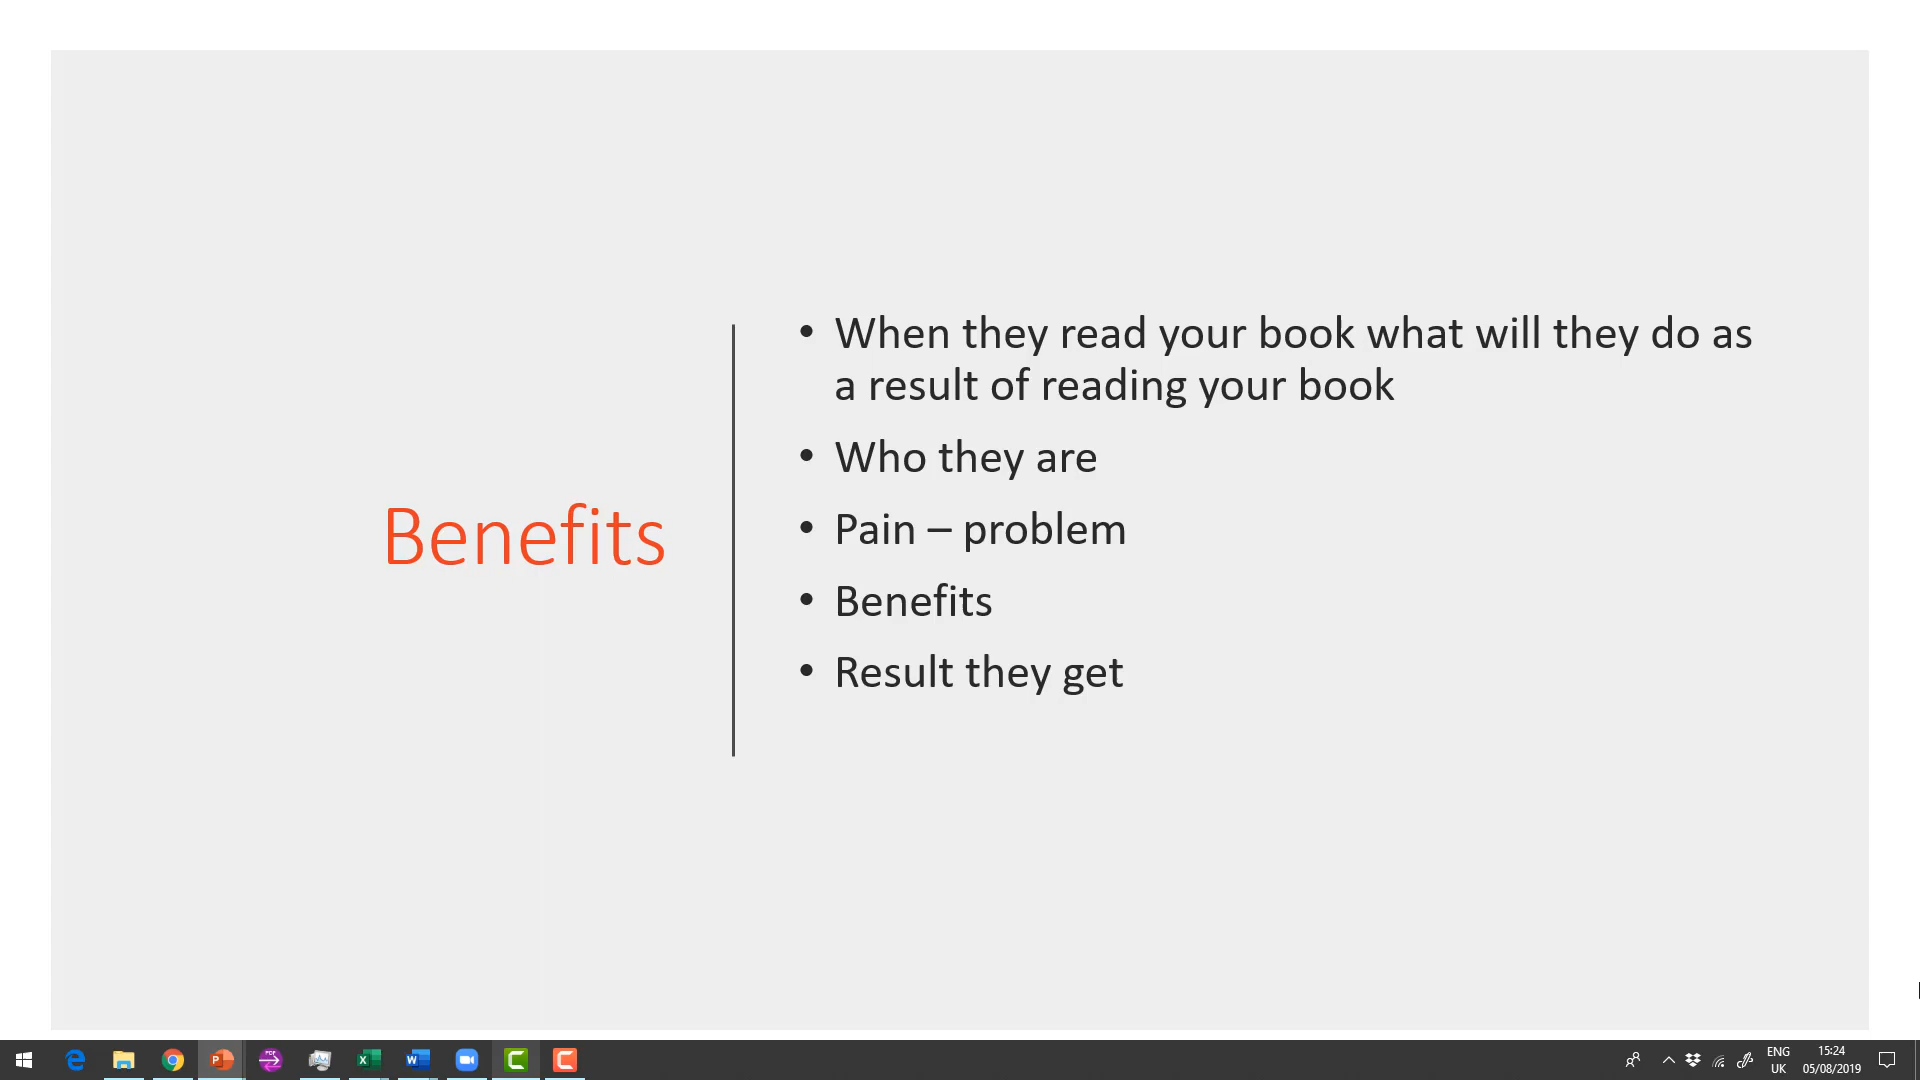 Benefits
• When they read your book what will they do as
a result of reading your book
• Who they are
• Pain – problem
• Benefits
• Result they get
ENG
UK
15:24
05/08/2019